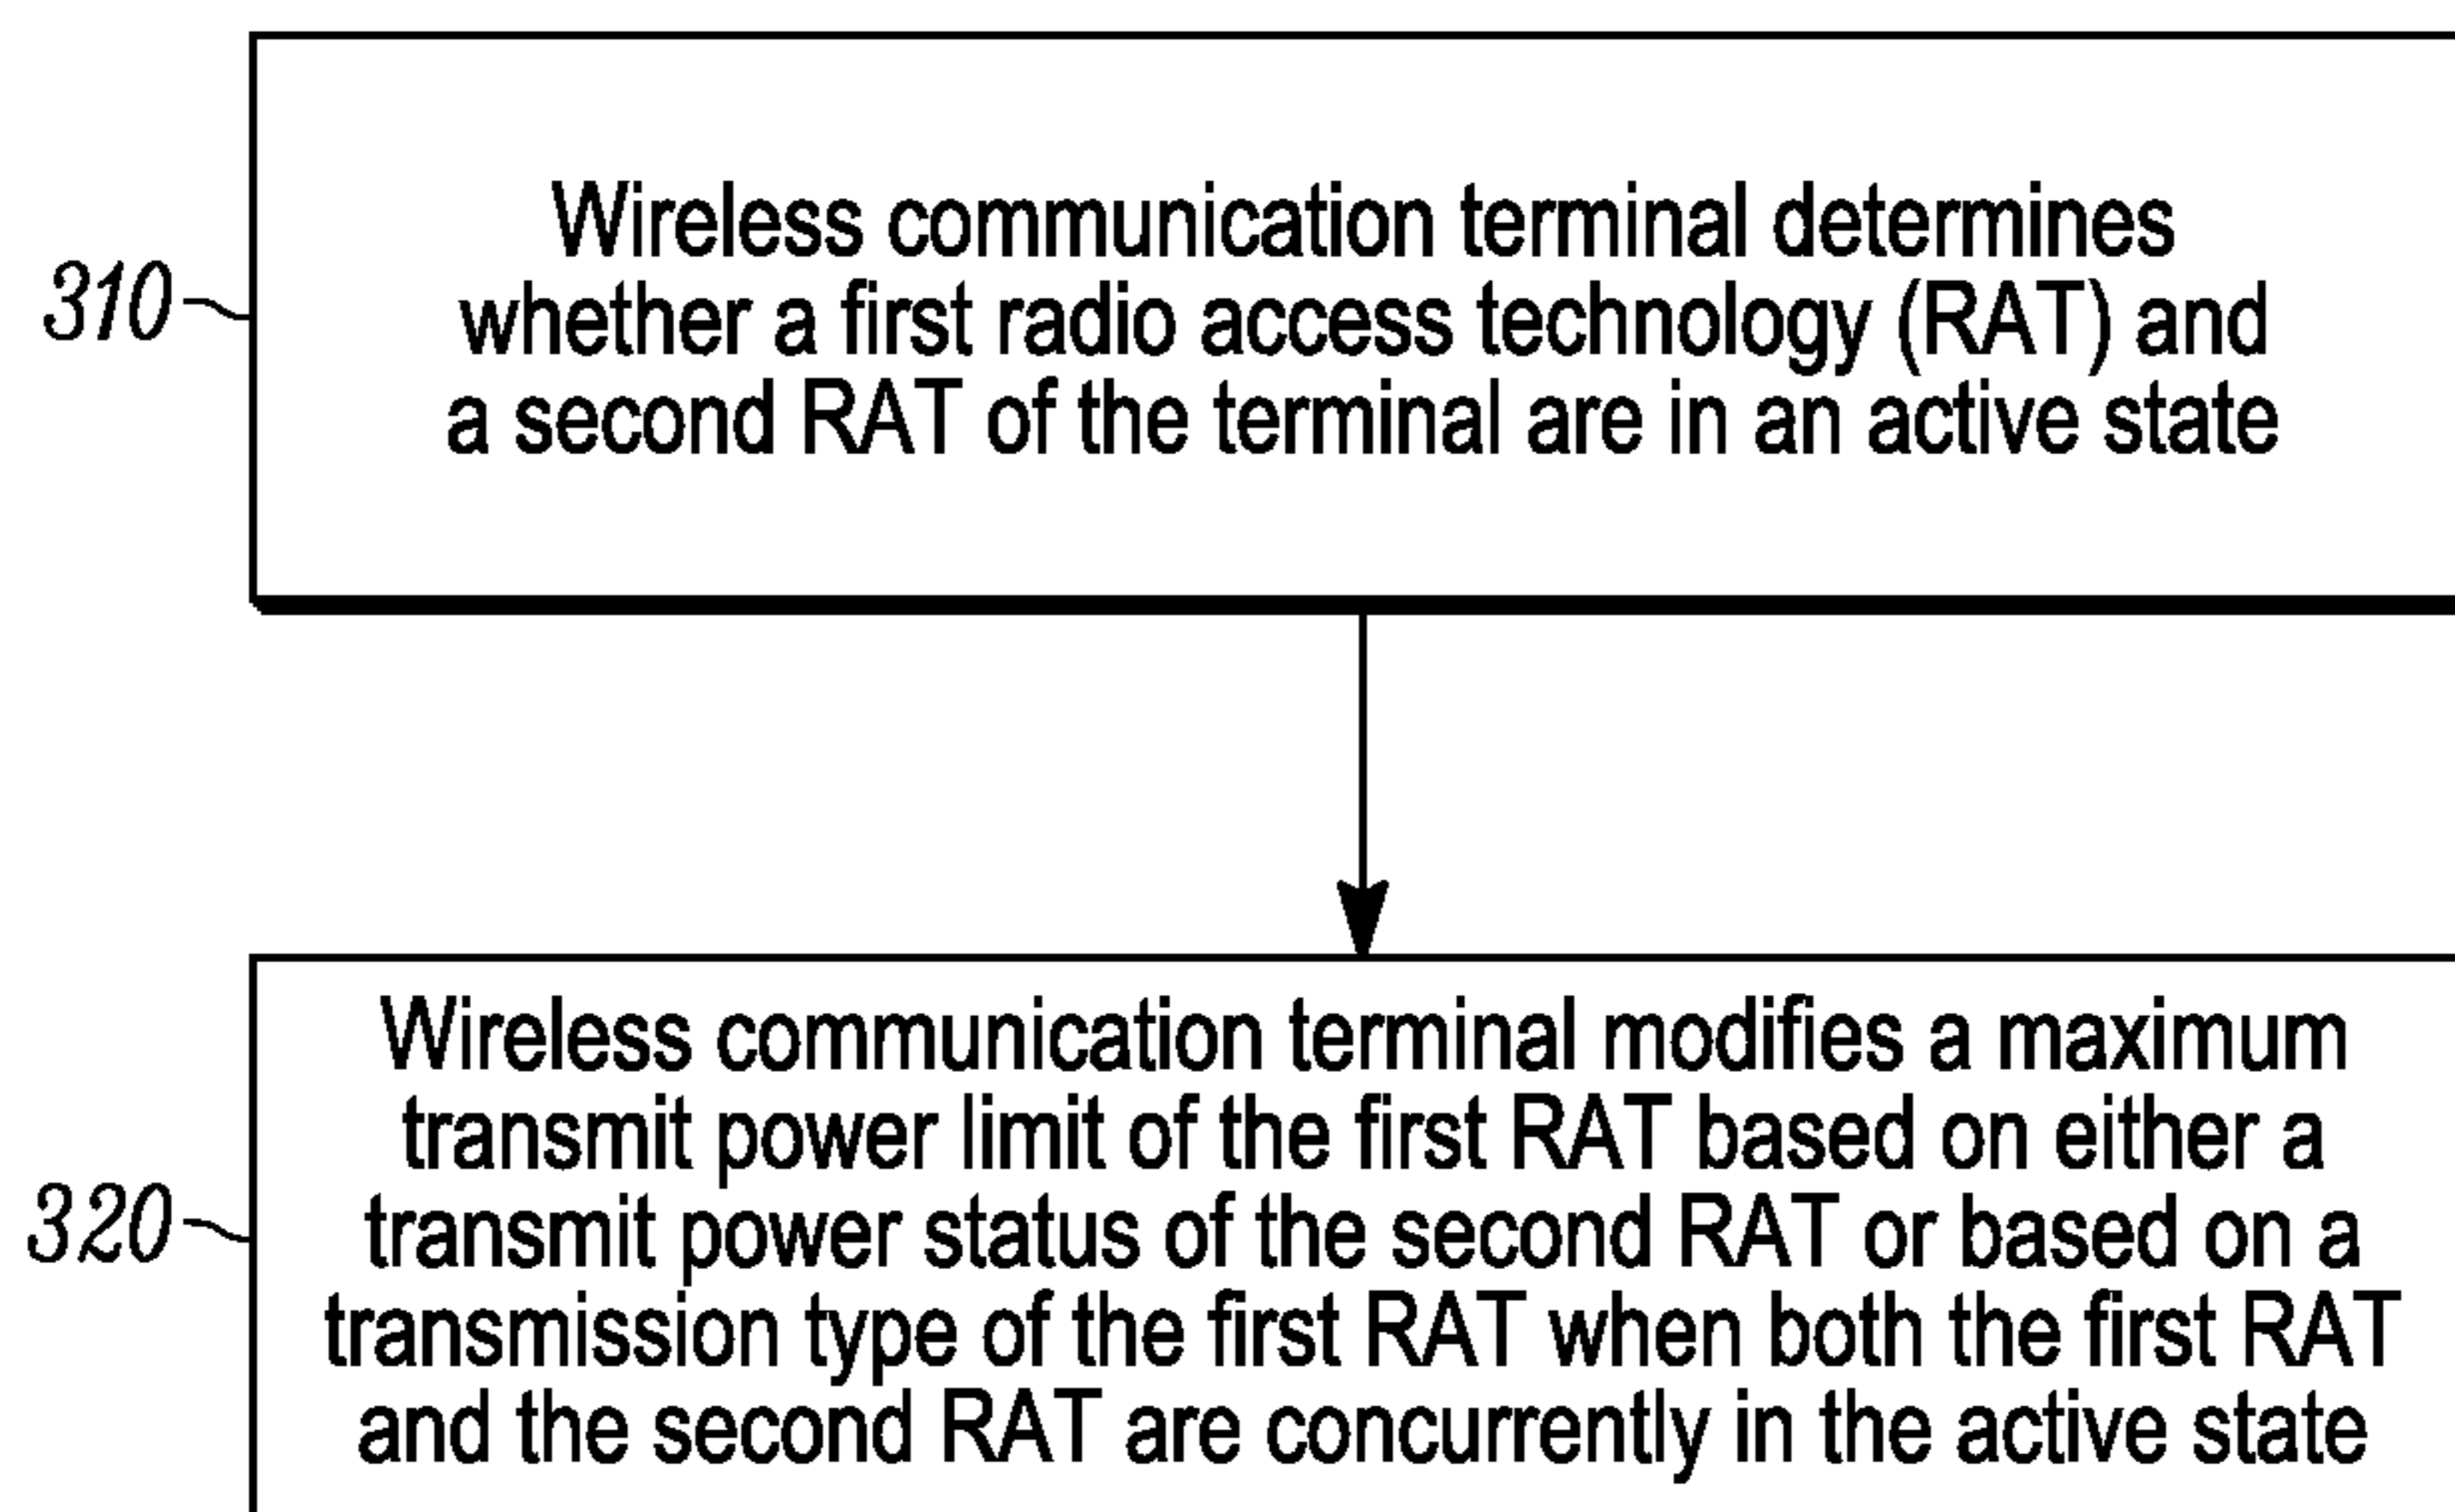 Wireless communication terminal determines
310
whether a first radio access technology (RAT) and
a second RAT of the terminal are in an active state
Wireless communication terminal modifies a maximum
transmit power limit of the first RAT based on either a
320
transmit power status of the second RAT or based on a
transmission type of the first RAT when both the first RAT
and the second RAT are concurrently in the active state